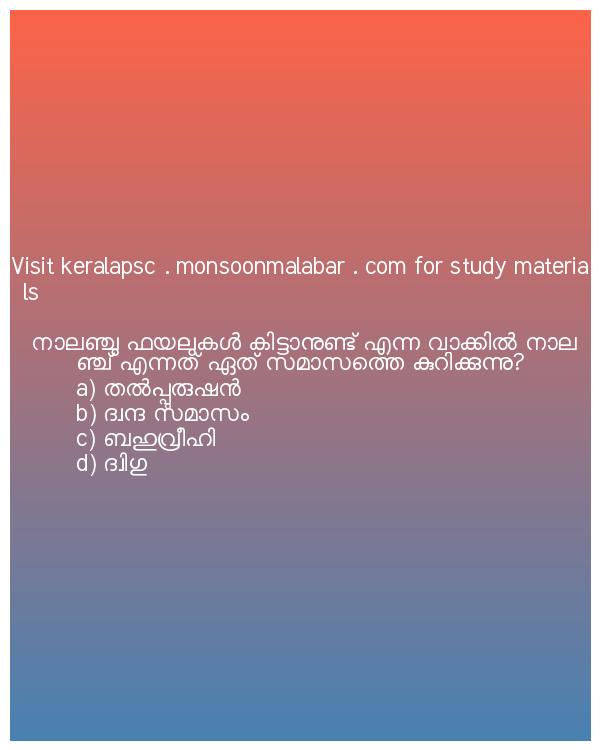 Visit keralapsc . monsoonmalabar . com for study materia
ls
നാലഞ്ചു ഫയലുകൾ കിട്ടാനുണ്ട് എന്ന വാക്കിൽ നാല
ഞ്ച് എന്നത് ഏത് സമാസത്തെ കുറിക്കുന്നു?
a) തൽപ്പുരുഷൻ
b) ദ്വന്ദ സമാസം
c) ബഹുവ്രീഹി
d) ദ്വിഗു